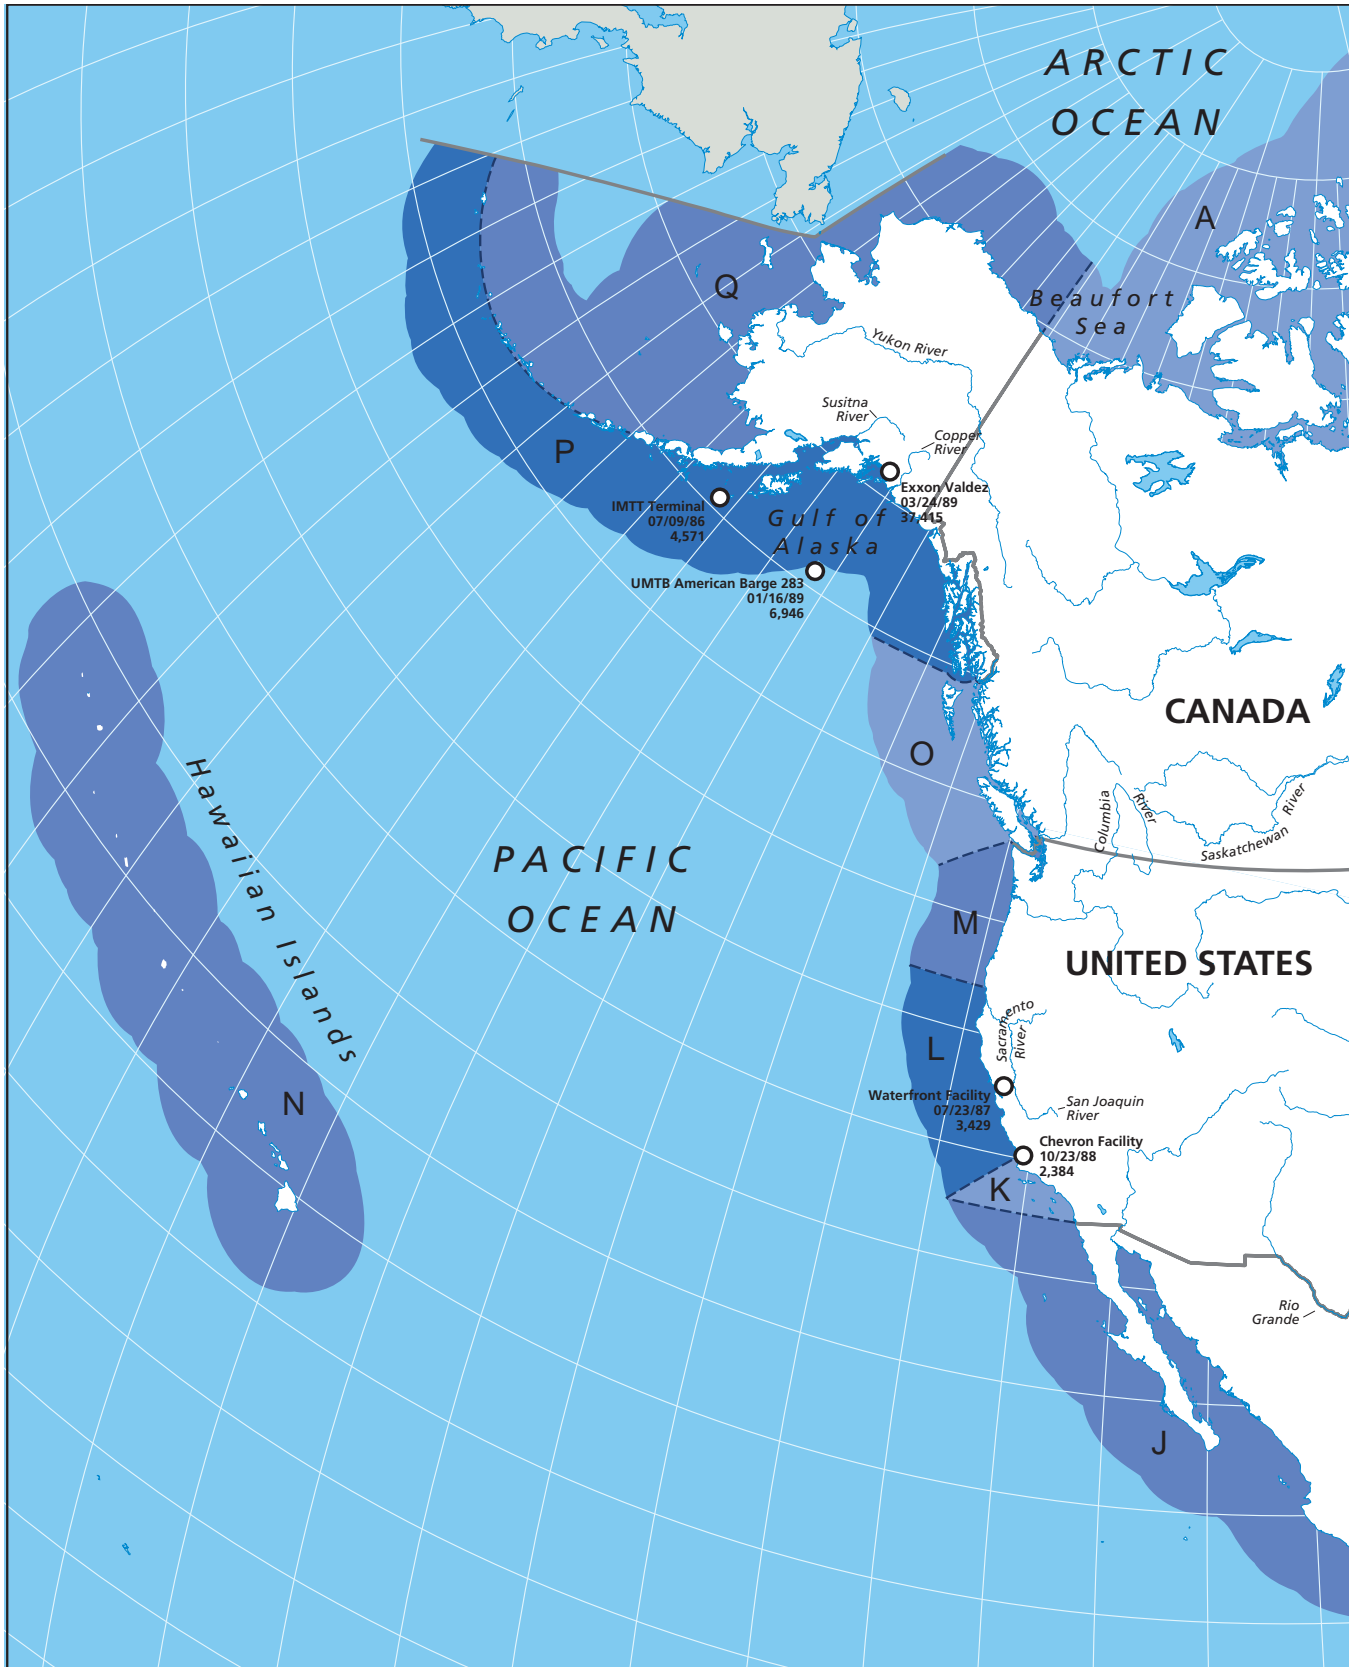 ARCTIC
OCEAN
A
Beaufort
Sea
Q
Yukon River
Susitna
River
Copper
River
P
Exxon Valdez
03/24/89
37,415
IMTT Terminal
07/09/86
4,571
Gulf of
Alaska
UMTB American Barge 283
01/16/89
6,946
CANADA
O
Hawaiian Islands
Columbia
River
Saskatchewan
River
PACIFIC
OCEAN
M
UNITED STATES
Sacramento
River
L
Waterfront Facility
07/23/87
3,429
San Joaquin
River
N
Chevron Facility
10/23/88
2,384
K
Rio
Grande
J